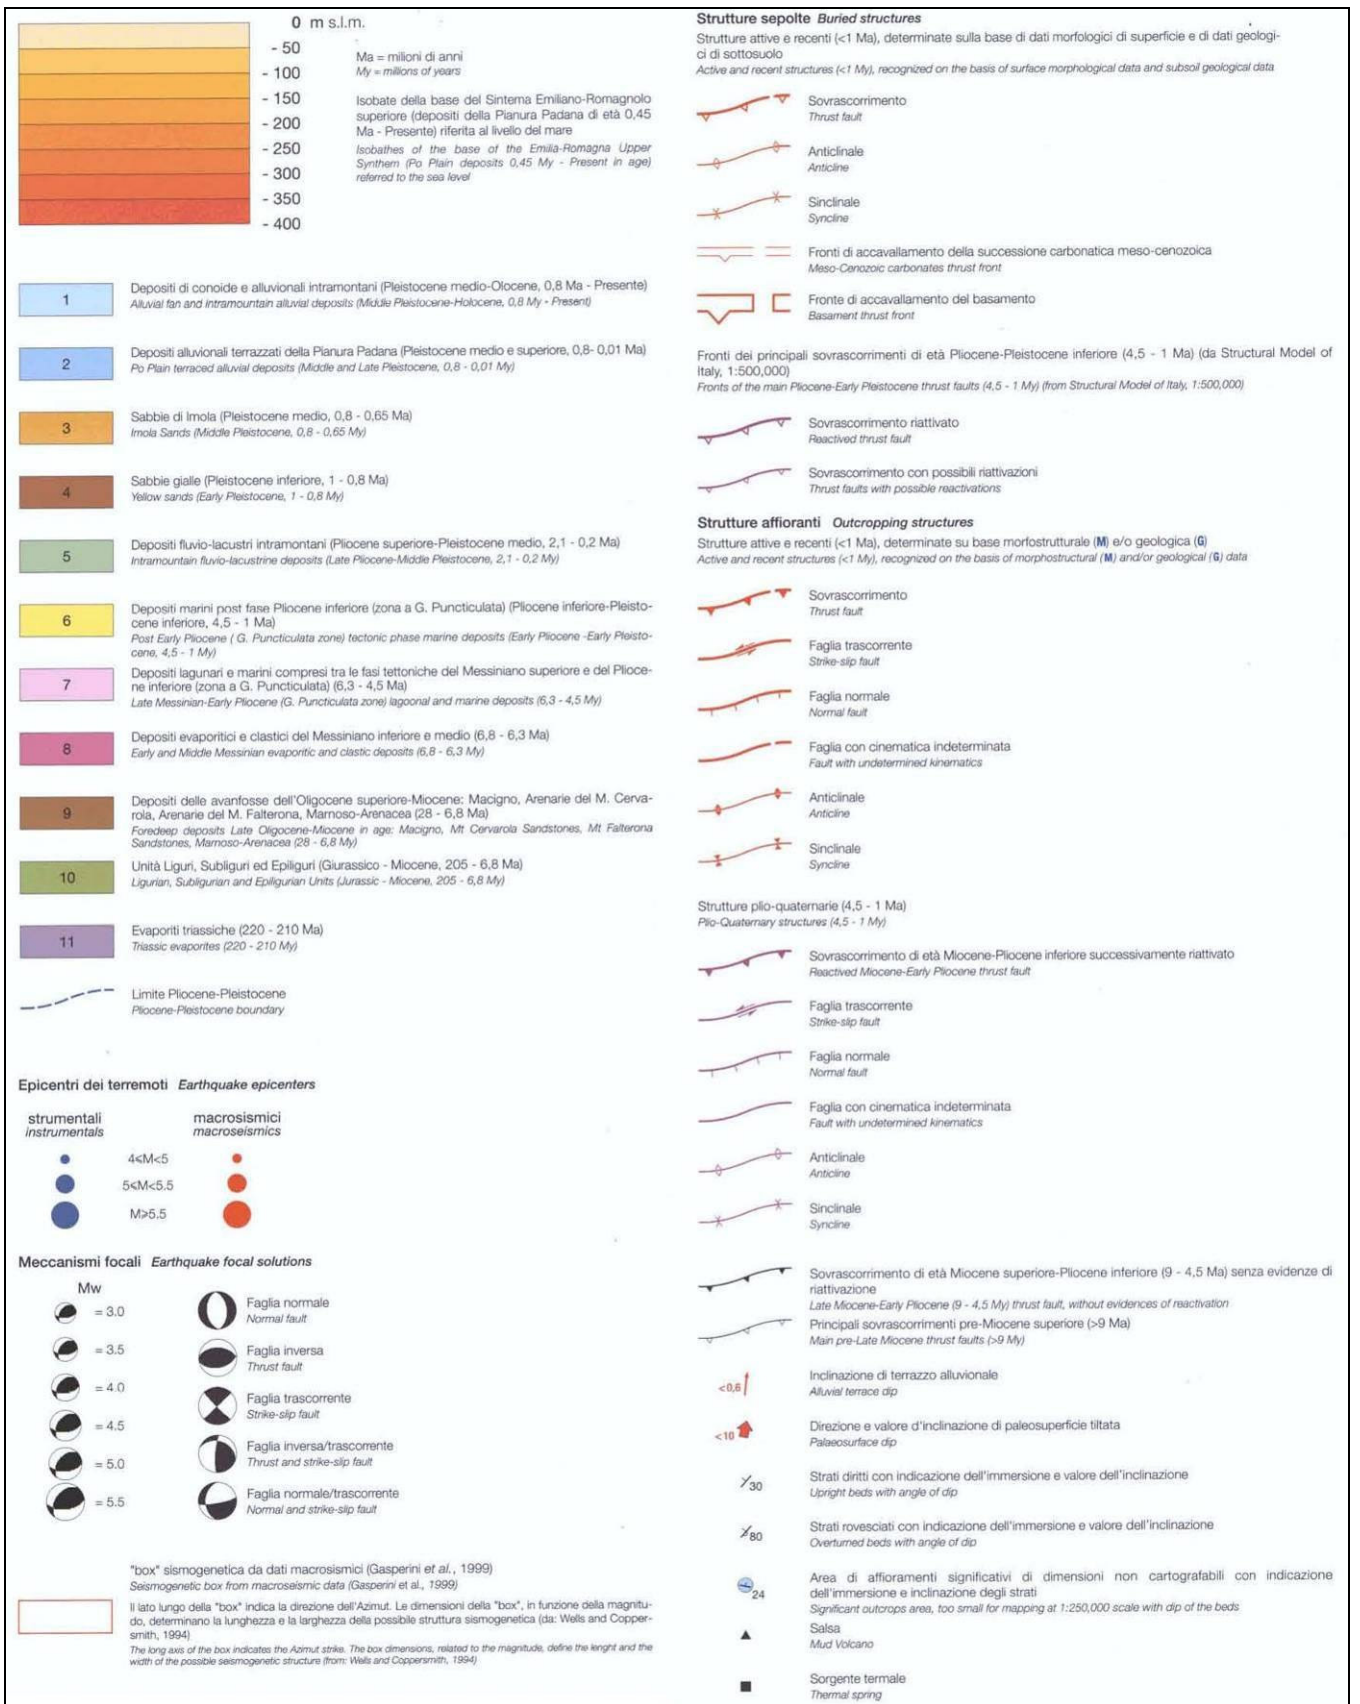 0 m s.l.m.
- 50
- 100
- 150
- 200
- 250
- 300
- 350
- 400
Ma = milioni di anni
My = millions of years
Isobate della base del Sintema Emiliano-Romagnolo
superiore (depositi della Pianura Padana di età 0,45
Ma - Presente) riferita al livello del mare
Isobathes of the base of the Emilia-Romagna Upper
Synthem (Po Plain deposits 0,45 My - Present in age)
referred to the sea level
1
Depositi di conoide e alluvionali intramontani (Pleistocene medio-Olocene, 0,8 Ma - Presente)
Alluvial fan and intramountain alluvial deposits (Middle Pleistocene-Holocene, 0,8 My - Present)
2
Depositi alluvionali terrazzati della Pianura Padana (Pleistocene medio e superiore, 0,8- 0,01 Ma)
Po Plain terraced alluvial deposits (Middle and Late Pleistocene, 0,8 - 0,01 My)
3
Sabbie di Imola (Pleistocene medio, 0,8 - 0,65 Ma)
Imola Sands (Middle Pleistocene, 0,8 - 0,65 My)
4
Sabbie gialle (Pleistocene inferiore, 1 - 0,8 Ma)
Yellow sands (Early Pleistocene, 1 - 0,8 My)
5
Depositi fluvio-lacustri intramontani (Pliocene superiore-Pleistocene medio, 2,1 - 0,2 Ma)
Intramountain fluvio-lacustrine deposits (Late Pliocene-Middle Pleistocene, 2,1 - 0,2 My)
6
Depositi marini post fase Pliocene inferiore (zona a G. Puncticulata) (Pliocene inferiore-Pleisto-
cene inferiore, 4,5 - 1 Ma)
Post Early Pliocene ( G. Puncticulata zone) tectonic phase marine deposits (Early Pliocene -Early Pleisto-
cene, 4,5 - 1 My)
7
Depositi lagunari e marini compresi tra le fasi tettoniche del Messiniano superiore e del Plioce-
ne inferiore (zona a G. Puncticulata) (6,3 - 4,5 Ma)
Late Messinian-Early Pliocene (G. Puncticulata zone) lagoonal and marine deposits (6,3 - 4,5 My)
8
Depositi evaporitici e clastici del Messiniano inferiore e medio (6,8 - 6,3 Ma)
Early and Middle Messinian evaporitic and clastic deposits (6,8 - 6,3 My)
9
Depositi delle avanfosse dell'Oligocene superiore-Miocene: Macigno, Arenarie del M. Cerva-
rola, Arenarie del M. Falterona, Marnoso-Arenacea (28 - 6,8 Ma)
Foredeep deposits Late Oligocene-Miocene in age: Macigno, Mt Cervarola Sandstones, Mt Falterona
Sandstones, Marnoso-Arenacea (28 - 6,8 My)
10
Unità Liguri, Subliguri ed Epiliguri (Giurassico - Miocene, 205 - 6,8 Ma)
Ligurian, Subligurian and Epiligurian Units (Jurassic - Miocene, 205 - 6,8 My)
11
Evaporiti triassiche (220 - 210 Ma)
Triassic evaporites (220 - 210 My)
Limite Pliocene-Pleistocene
Pliocene-Pleistocene boundary
Epicentri dei terremoti Earthquake epicenters
strumentali macrosismici
instrumentals macroseismics
4≤M<5
5≤M<5.5
M≥5.5
Meccanismi focali Earthquake focal solutions
Mw
= 3.0
= 3.5
= 4.0
= 4.5
= 5.0
= 5.5
Faglia normale
Normal fault
Faglia inversa
Thrust fault
Faglia trascorrente
Strike-slip fault
Faglia inversa/trascorrente
Thrust and strike-slip fault
Faglia normale/trascorrente
Normal and strike-slip fault
"box" sismogenetica da dati macrosismici (Gasperini et al., 1999)
Seismogenetic box from macroseismic data (Gasperini et al., 1999)
Il lato lungo della "box" indica la direzione dell'Azimut. Le dimensioni della "box", in funzione della magnitu-
do, determinano la lunghezza e la larghezza della possibile struttura sismogenetica (da: Wells and Copper-
smith, 1994)
The long axis of the box indicates the Azimut strike. The box dimensions, related to the magnitude, define the lenght and the
width of the possible seismogenetic structure (from: Wells and Coppersmith, 1994)
Strutture sepolte Buried structures
Strutture attive e recenti (<1 Ma), determinate sulla base di dati morfologici di superficie e di dati geologi-
ci di sottosuolo
Active and recent structures (<1 My), recognized on the basis of surface morphological data and subsoil geological data
Sovrascorrimento
Thrust fault
Anticlinale
Anticline
Sinclinale
Syncline
Fronti di accavallamento della successione carbonatica meso-cenozoica
Meso-Cenozoic carbonates thrust front
Fronte di accavallamento del basamento
Basament thrust front
Fronti dei principali sovrascorrimenti di età Pliocene-Pleistocene inferiore (4,5 - 1 Ma) (da Structural Model of
Italy, 1:500,000)
Fronts of the main Pliocene-Early Pleistocene thrust faults (4,5 - 1 My) (from Structural Model of Italy, 1:500,000)
Sovrascorrimento riattivato
Reactived thrust fault
Sovrascorrimento con possibili riattivazioni
Thrust faults with possible reactivations
Strutture affioranti Outcropping structures
Strutture attive e recenti (<1 Ma), determinate su base morfostrutturale (M) e/o geologica (G)
Active and recent structures (<1 My), recognized on the basis of morphostructural (M) and/or geological (G) data
Sovrascorrimento
Thrust fault
Faglia trascorrente
Strike-slip fault
Faglia normale
Normal fault
Faglia con cinematica indeterminata
Fault with undetermined kinematics
Anticlinale
Anticline
Sinclinale
Syncline
Strutture plio-quaternarie (4,5 - 1 Ma)
Plio-Quaternary structures (4,5 - 1 My)
Sovrascorrimento di età Miocene-Pliocene inferiore successivamente riattivato
Reactived Miocene-Early Pliocene thrust fault
Faglia trascorrente
Strike-slip fault
Faglia normale
Normal fault
Faglia con cinematica indeterminata
Fault with undetermined kinematics
Anticlinale
Anticline
Sinclinale
Syncline
Sovrascorrimento di età Miocene superiore-Pliocene inferiore (9 - 4,5 Ma) senza evidenze di
riattivazione
Late Miocene-Early Pliocene (9 - 4,5 My) thrust fault, without evidences of reactivation
Principali sovrascorrimenti pre-Miocene superiore (>9 Ma)
Main pre-Late Miocene thrust faults (>9 My)
<0,6
Inclinazione di terrazzo alluvionale
Alluvial terrace dip
<10
Direzione e valore d'inclinazione di paleosuperficie tiltata
Palaeosurface dip
30
Strati diritti con indicazione dell'immersione e valore dell'inclinazione
Upright beds with angle of dip
80
Strati rovesciati con indicazione dell'immersione e valore dell'inclinazione
Overturned beds with angle of dip
24
Area di affioramenti significativi di dimensioni non cartografabili con indicazione
dell'immersione e inclinazione degli strati
Significant outcrops area, too small for mapping at 1:250,000 scale with dip of the beds
Salsa
Mud Volcano
Sorgente termale
Thermal spring